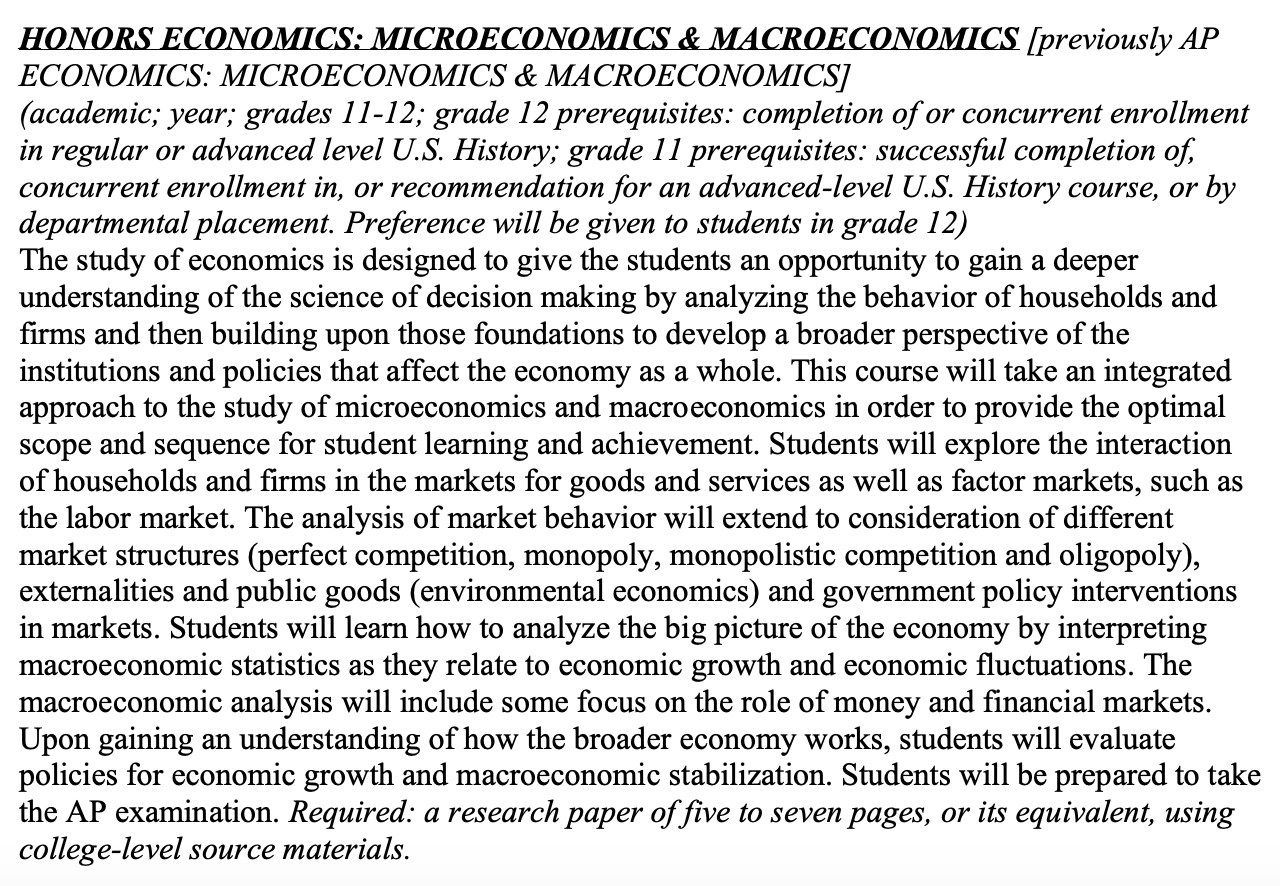 HONORS ECONOMICS: MICROECONOMICS & MACROECONOMICS [previously AP
ECONOMICS: MICROECONOMICS & MACROECONOMICS]
(academic; year; grades 11-12; grade 12 prerequisites: completion of or concurrent enrollment
in regular or advanced level U.S. History; grade 11 prerequisites: successful completion of,
concurrent enrollment in, or recommendation for an advanced-level U.S. History course, or by
departmental placement. Preference will be given to students in grade 12)
The study of economics is designed to give the students an opportunity to gain a deeper
understanding of the science of decision making by analyzing the behavior of households and
firms and then building upon those foundations to develop a broader perspective of the
institutions and policies that affect the economy as a whole. This course will take an integrated
approach to the study of microeconomics and macroeconomics in order to provide the optimal
scope and sequence for student learning and achievement. Students will explore the interaction
of households and firms in the markets for goods and services as well as factor markets, such as
the labor market. The analysis of market behavior will extend to consideration of different
market structures (perfect competition, monopoly, monopolistic competition and oligopoly),
externalities and public goods (environmental economics) and government policy interventions
in markets. Students will learn how to analyze the big picture of the economy by interpreting
macroeconomic statistics as they relate to economic growth and economic fluctuations. The
macroeconomic analysis will include some focus on the role of money and financial markets.
Upon gaining an understanding of how the broader economy works, students will evaluate
policies for economic growth and macroeconomic stabilization. Students will be prepared to take
the AP examination. Required: a research paper of five to seven pages, or its equivalent, using
college-level source materials.